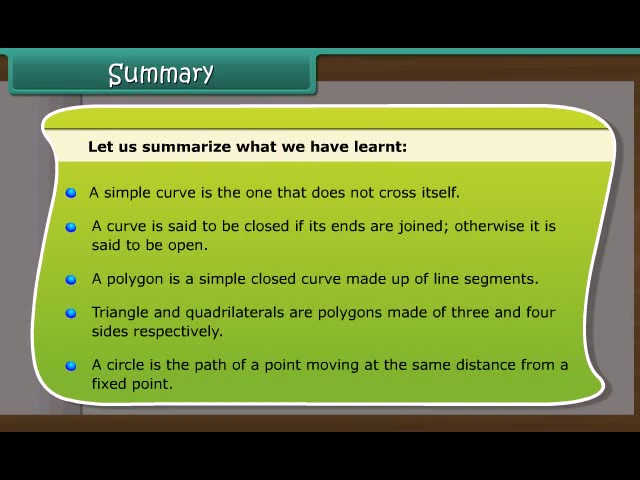 Summary
Let us summarize what we have learnt:
A simple curve is the one that does not cross itself.
A curve is said to be closed if its ends are joined; otherwise it is
said to be open.
A polygon is a simple closed curve made up of line segments.
Triangle and quadrilaterals are polygons made of three and four
sides respectively.
A circle is the path of a point moving at the same distance from a
fixed point.